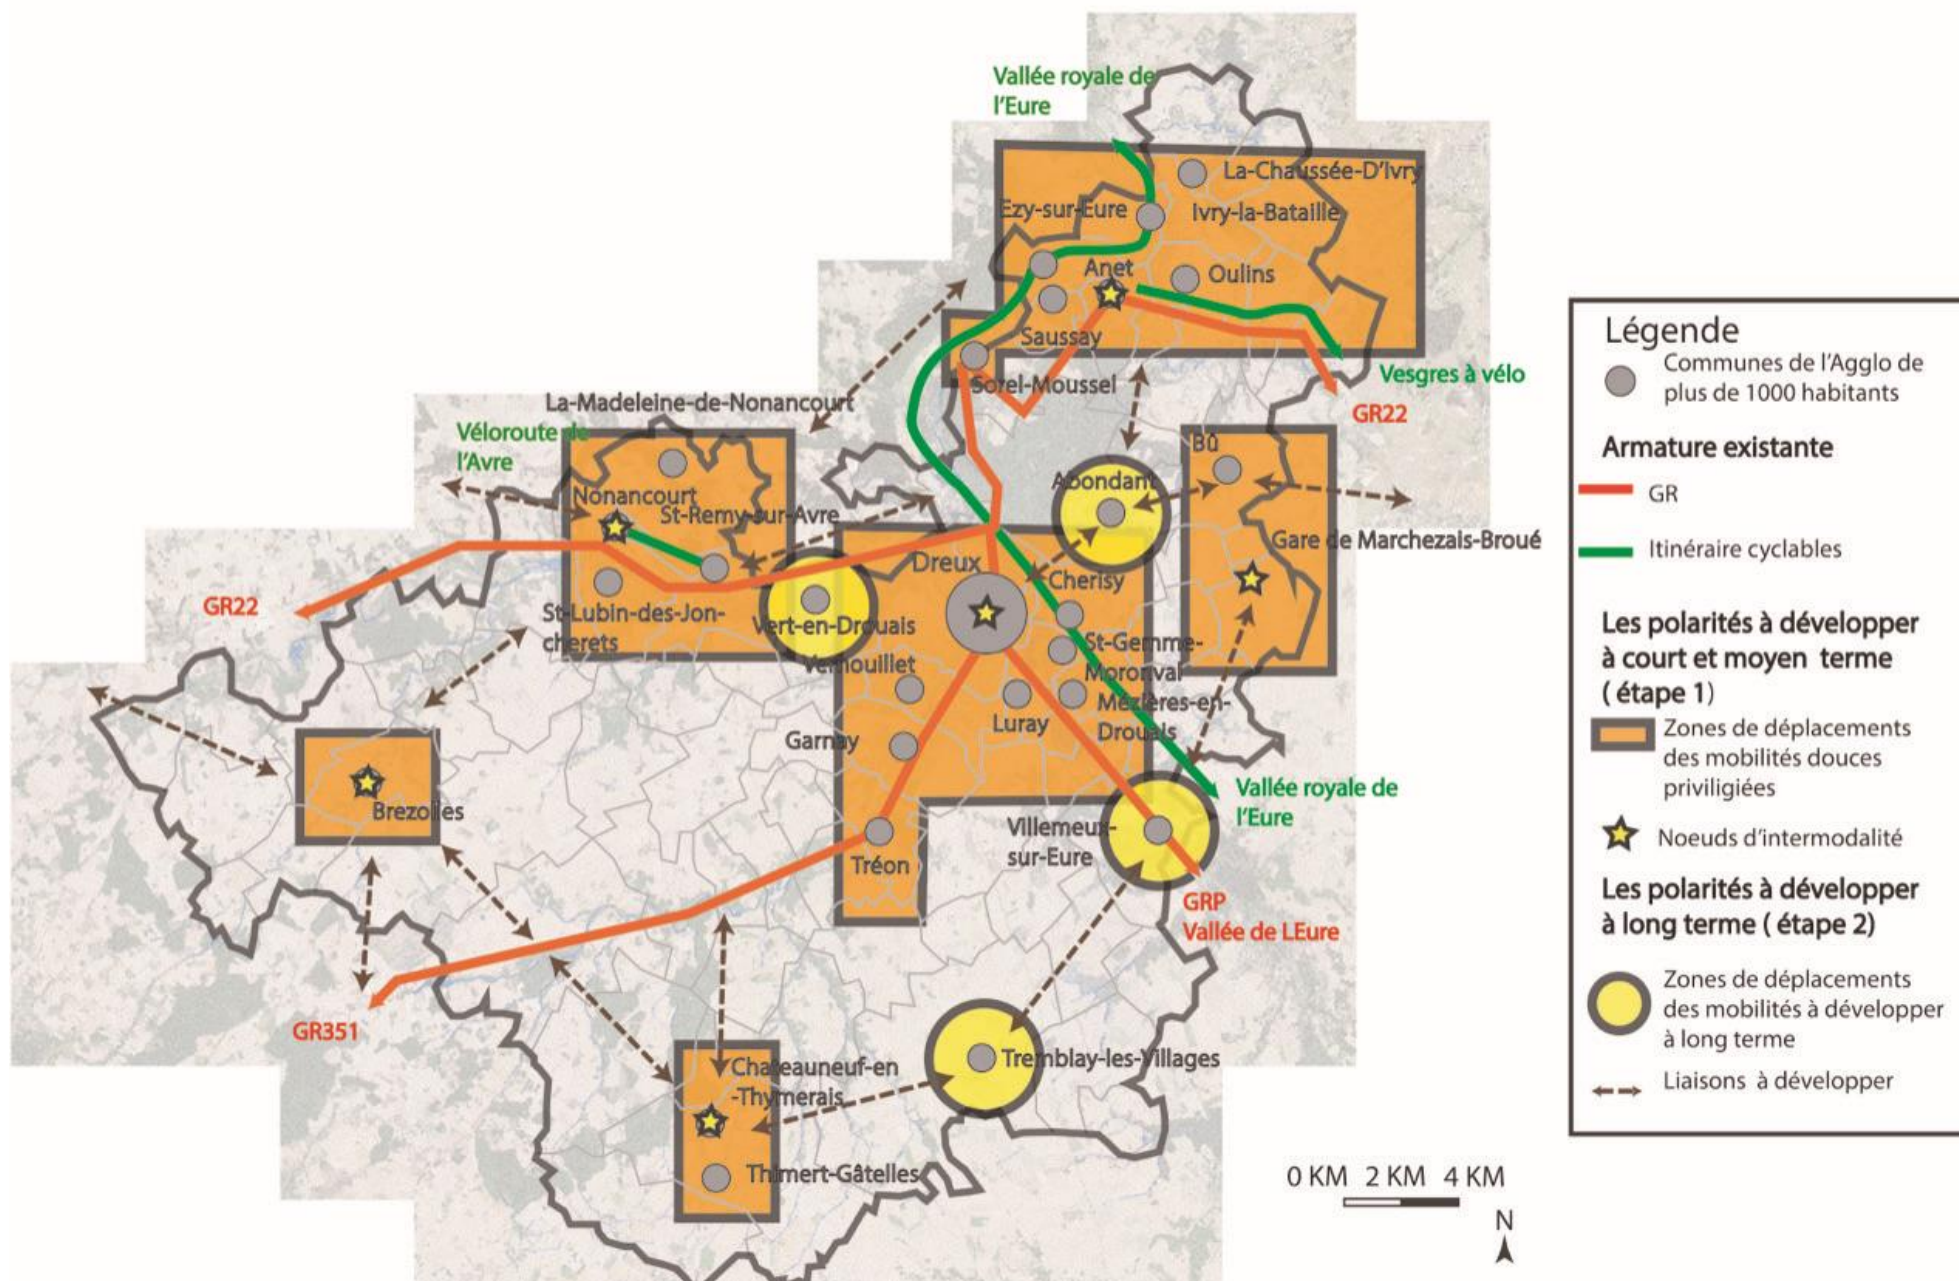 Vallée royale de
l'Eure
La-Chaussée-D'Ivry
Ezy-sur-Eure
Ivry-la-Bataille
Anet
Oulins
Saussay
Sorel-Moussel
Vesgres à vélo
GR22
La-Madeleine-de-Nonancourt
Véloroute de
l'Avre
Nonancourt
St-Remy-sur-Avre
Bû
Abondant
Gare de Marchezais-Broué
Dreux
Cherisy
GR22
St-Lubin-des-Jon-
cherets
Vert-en-Drouais
Vernouillet
St-Gemme-
Moronval
Mézières-en-
Drouais
Luray
Garnay
Brezolles
Vallée royale de
l'Eure
Villemeux-
sur-Eure
Tréon
GRP
Vallée de LEure
GR351
Chateauneuf-en
-Thymerais
Tremblay-les-Villages
Thimert-Gâtelles
0 KM 2 KM 4 KM
N
Légende
Communes de l'Agglo de
plus de 1000 habitants
Armature existante
GR
Itinéraire cyclables
Les polarités à développer
à court et moyen terme
( étape 1)
Zones de déplacements
des mobilités douces
priviligiées
Noeuds d'intermodalité
Les polarités à développer
à long terme ( étape 2)
Zones de déplacements
des mobilités à développer
à long terme
Liaisons à développer